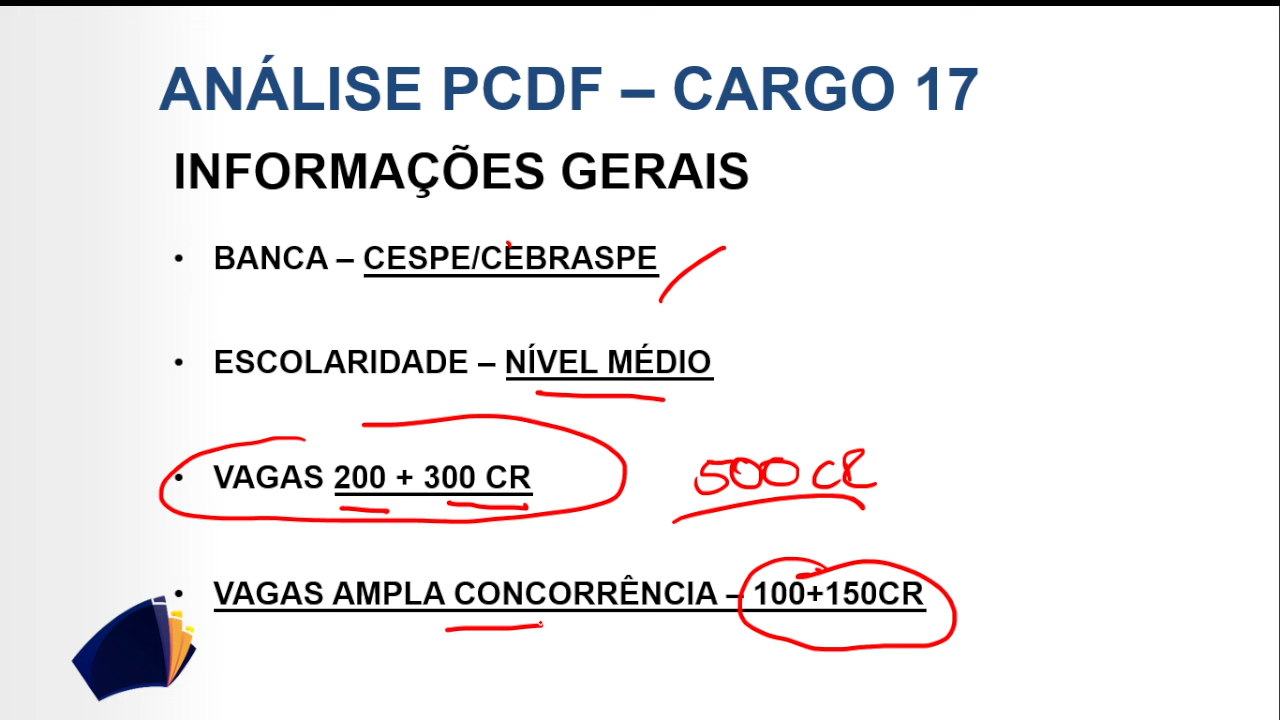 ANÁLISE PCDF – CARGO 17
INFORMAÇÕES GERAIS
• BANCA – CESPE/CEBRASPE
• ESCOLARIDADE – NÍVEL MÉDIO
• VAGAS 200 + 300 CR
500 CR
• VAGAS AMPLA CONCORRÊNCIA – 100+150CR